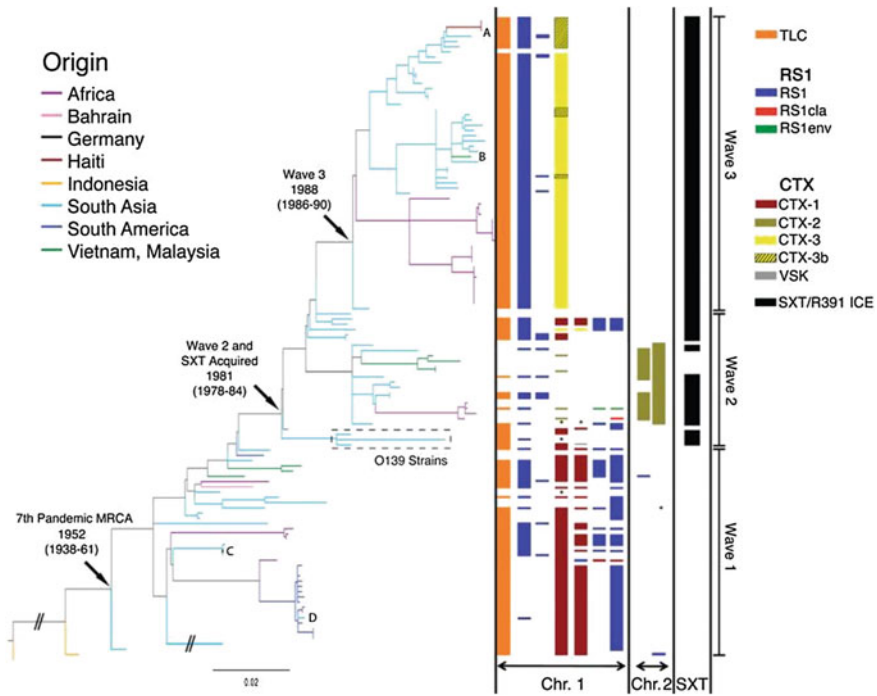 Origin
Africa
Bahrain
Germany
Haiti
Indonesia
South Asia
South America
Vietnam, Malaysia
A
B
Wave 3
1988
(1986-90)
Wave 2 and
SXT Acquired
1981
(1978-84)
O139 Strains
7th Pandemic MRCA
1952
(1938-61)
C
D
0.02
Chr. 1
Chr. 2
SXT
Wave 3
Wave 2
Wave 1
TLC
RS1
RS1
RS1cla
RS1env
CTX
CTX-1
CTX-2
CTX-3
CTX-3b
VSK
SXT/R391 ICE